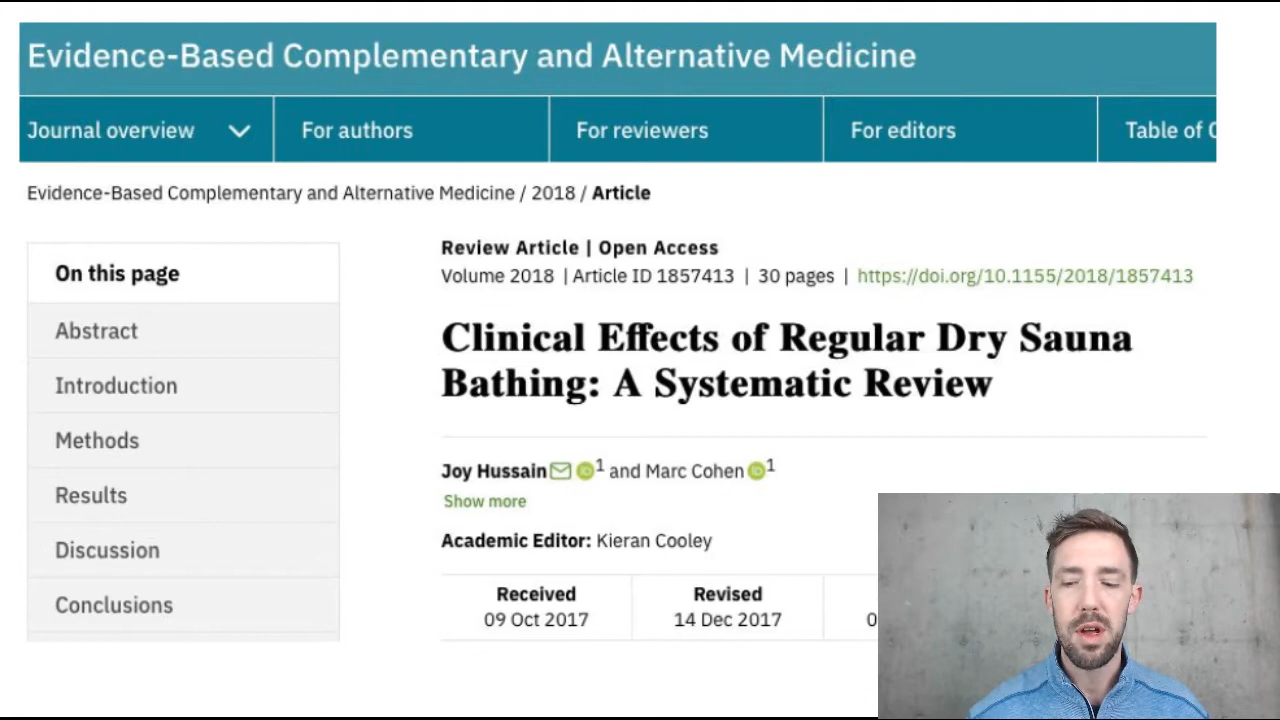 Evidence-Based Complementary and Alternative Medicine
Journal overview
For authors
For reviewers
For editors
Table of
Evidence-Based Complementary and Alternative Medicine / 2018 / Article
On this page
Abstract
Introduction
Methods
Results
Discussion
Conclusions
Review Article | Open Access
Volume 2018 | Article ID 1857413 | 30 pages | https://doi.org/10.1155/2018/1857413
Clinical Effects of Regular Dry Sauna
Bathing: A Systematic Review
Joy Hussain 1 and Marc Cohen 1
Show more
Academic Editor: Kieran Cooley
Received
09 Oct 2017
Revised
14 Dec 2017